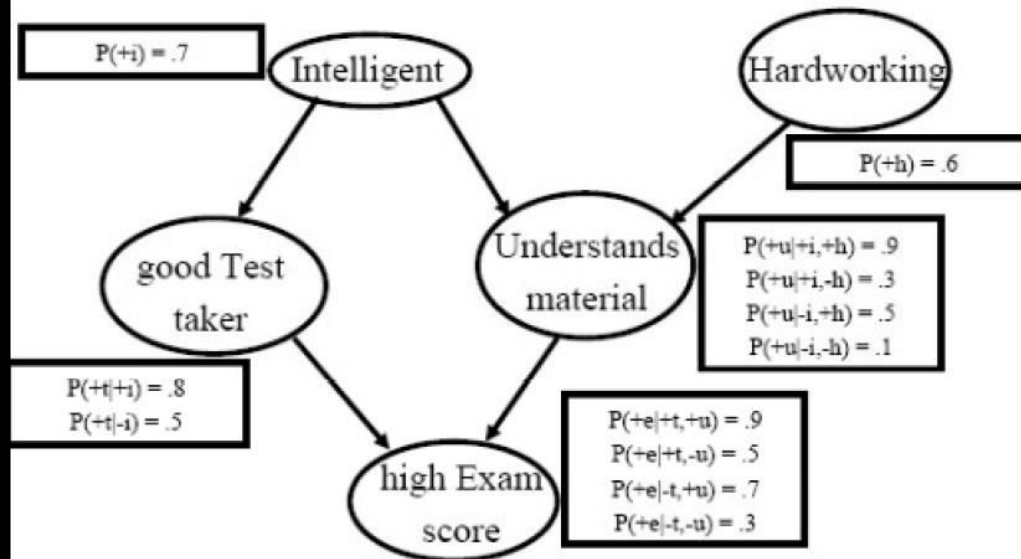 P(+i) = .7
Intelligent
Hardworking
P(+h) = .6
good Test
taker
Understands
material
P(+u|+i,+h) = .9
P(+u|+i,-h) = .3
P(+u|-i,+h) = .5
P(+u|-i,-h) = .1
P(+t|+i) = .8
P(+t|-i) = .5
high Exam
score
P(+e|+t,+u) = .9
P(+e|+t,-u) = .5
P(+e|-t,+u) = .7
P(+e|-t,-u) = .3